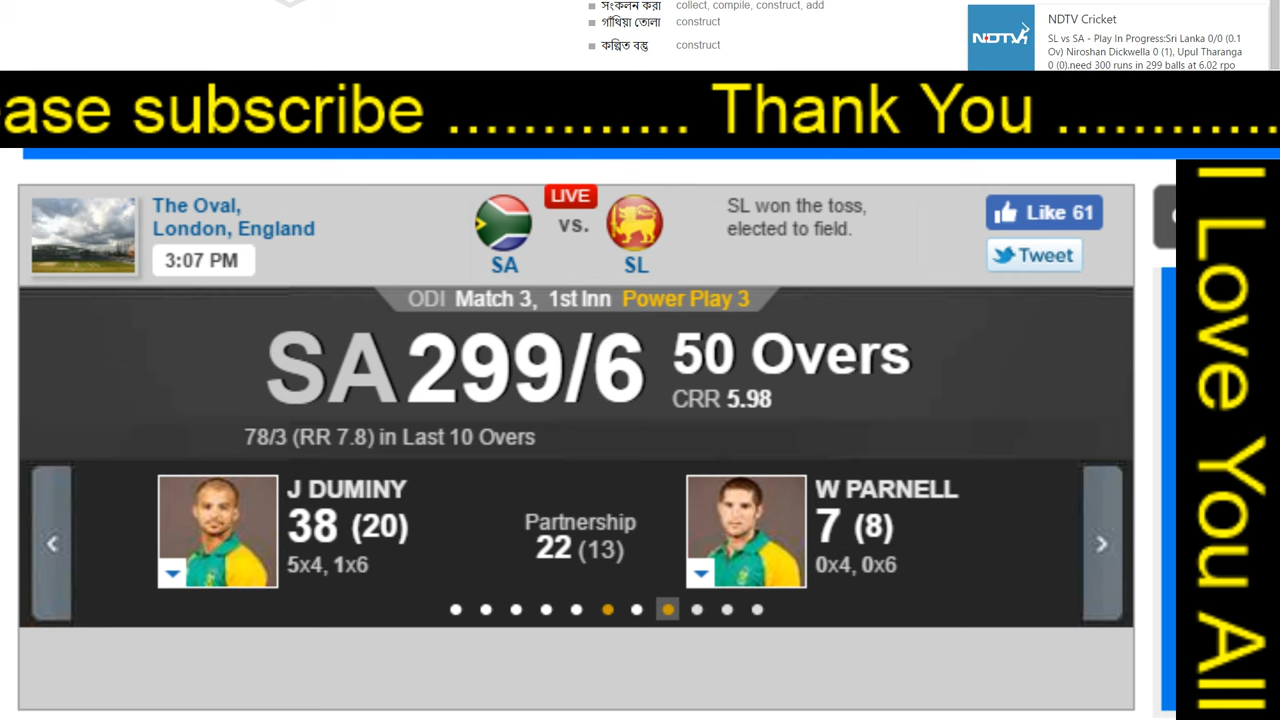 সংকলন করা collect, compile, construct, add
গাঁথিয়া তোলা construct
কল্পিত বস্তু construct
NDTV
NDTV Cricket
SL vs SA - Play In Progress:Sri Lanka 0/0 (0.1
Ov) Niroshan Dickwella 0 (1), Upul Tharanga
0 (0).need 300 runs in 299 balls at 6.02 rpo
ease subscribe ............. Thank You ............
I Love You All
The Oval,
London, England
3:07 PM
LIVE
SA vs. SL
SL won the toss,
elected to field.
Like 61
Tweet
ODI Match 3, 1st Inn Power Play 3
SA 299/6 50 Overs
CRR 5.98
78/3 (RR 7.8) in Last 10 Overs
J DUMINY
38 (20)
5x4, 1x6
Partnership
22 (13)
W PARNELL
7 (8)
0x4, 0x6